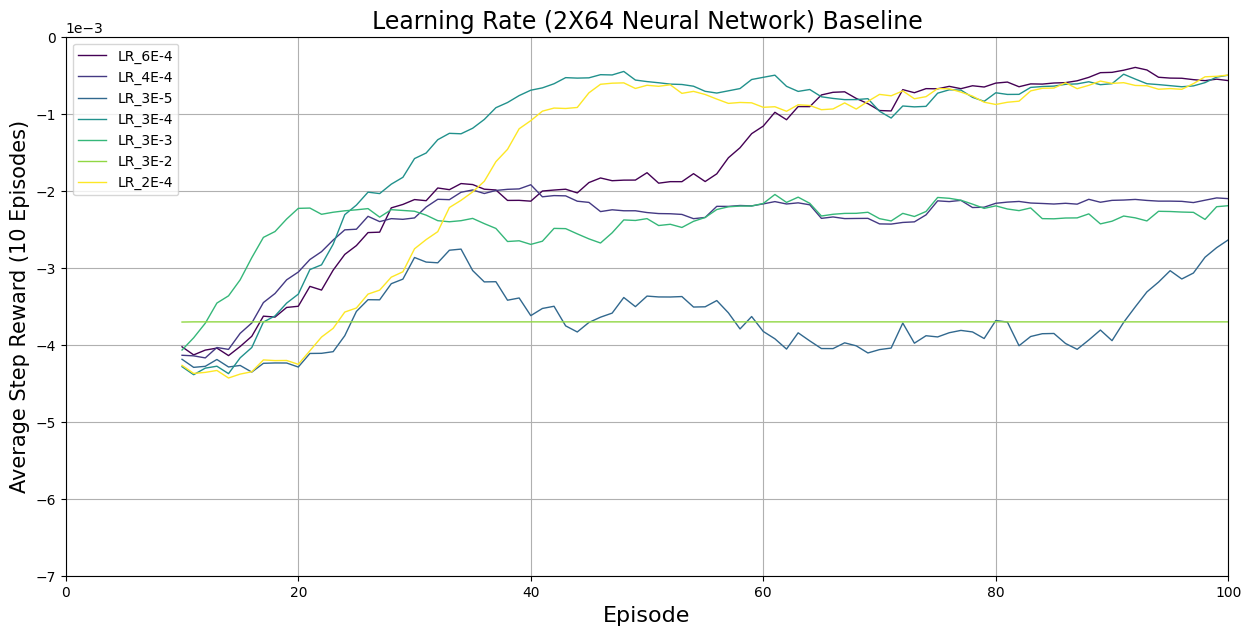 Learning Rate (2X64 Neural Network) Baseline
1e−3
0
−1
−2
−3
−4
−5
−6
−7
Average Step Reward (10 Episodes)
LR_6E-4
LR_4E-4
LR_3E-5
LR_3E-4
LR_3E-3
LR_3E-2
LR_2E-4
0 20 40 60 80 100
Episode